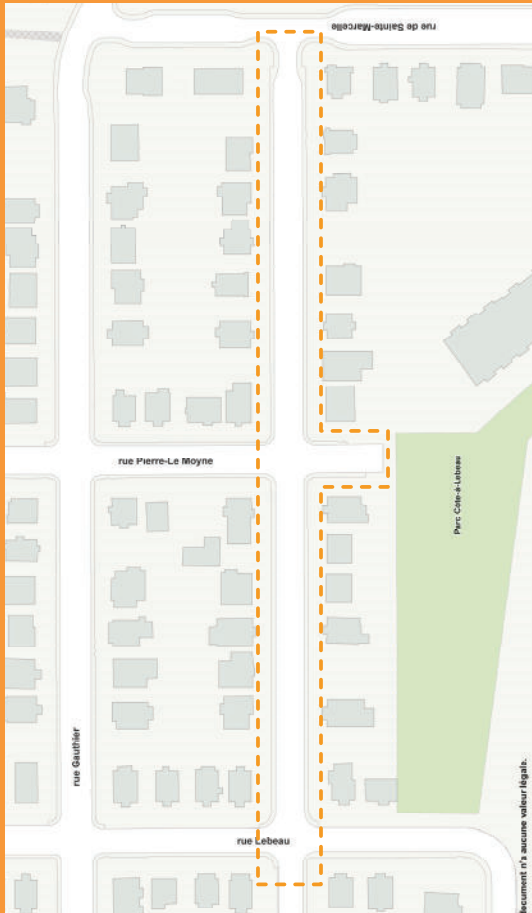 rue de Sainte-Marcelle
rue Pierre-Le Moyne
Parc Côte-à-Lebeau
rue Gauthier
rue Lebeau
document n'a aucune valeur légale.